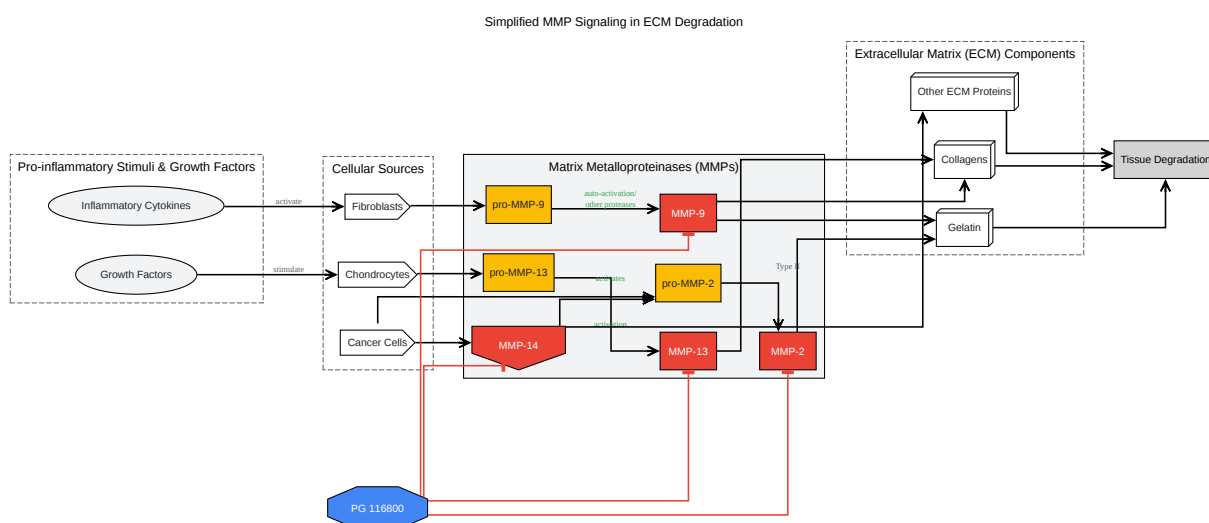 Simplified MMP Signaling in ECM Degradation
Extracellular Matrix (ECM) Components
Other ECM Proteins
Collagens
Tissue Degradation
Gelatin
Pro-inflammatory Stimuli & Growth Factors
Inflammatory Cytokines
activate
Growth Factors
stimulate
Cellular Sources
Fibroblasts
Chondrocytes
Cancer Cells
Matrix Metalloproteinases (MMPs)
pro-MMP-9
auto-activation/
other proteases
MMP-9
pro-MMP-13
activates
pro-MMP-2
Type II
activation
MMP-14
MMP-13
MMP-2
PG 116800